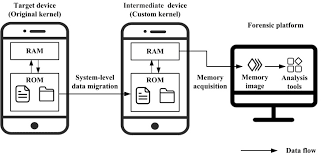 Target device
(Original kernel)
RAM
ROM
System-level
data migration
Intermediate device
(Custom kernel)
RAM
ROM
Memory
acquisition
Forensic platform
Memory
image
Analysis
tools
Data flow